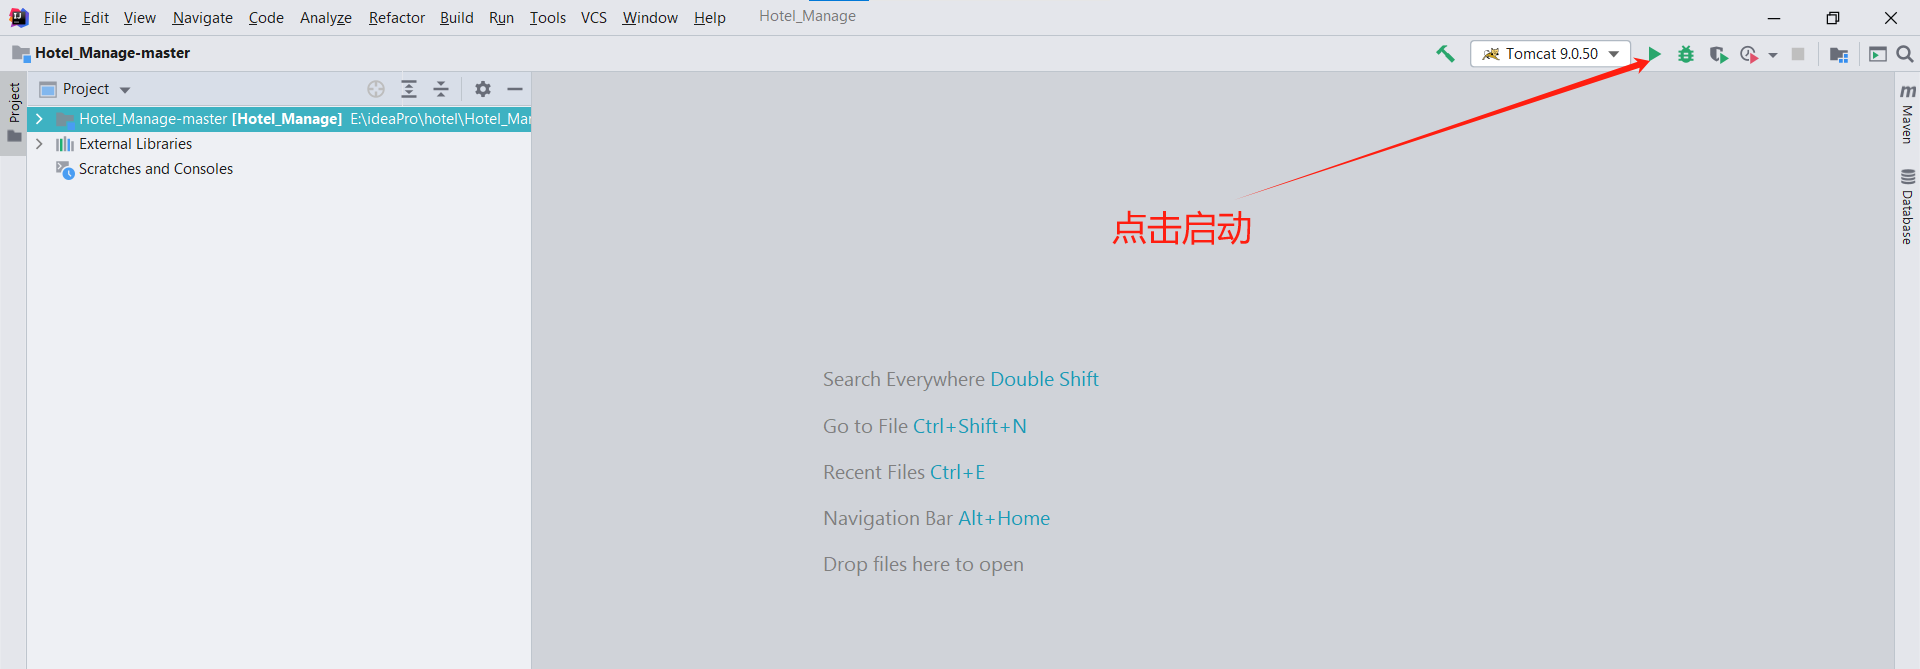 File Edit View Navigate Code Analyze Refactor Build Run Tools VCS Window Help Hotel_Manage
Hotel_Manage-master
Tomcat 9.0.50
Project
Project
Hotel_Manage-master [Hotel_Manage] E:\ideaPro\hotel\Hotel_Mar
External Libraries
Scratches and Consoles
点击启动
Search Everywhere Double Shift
Go to File Ctrl+Shift+N
Recent Files Ctrl+E
Navigation Bar Alt+Home
Drop files here to open
Maven
Database